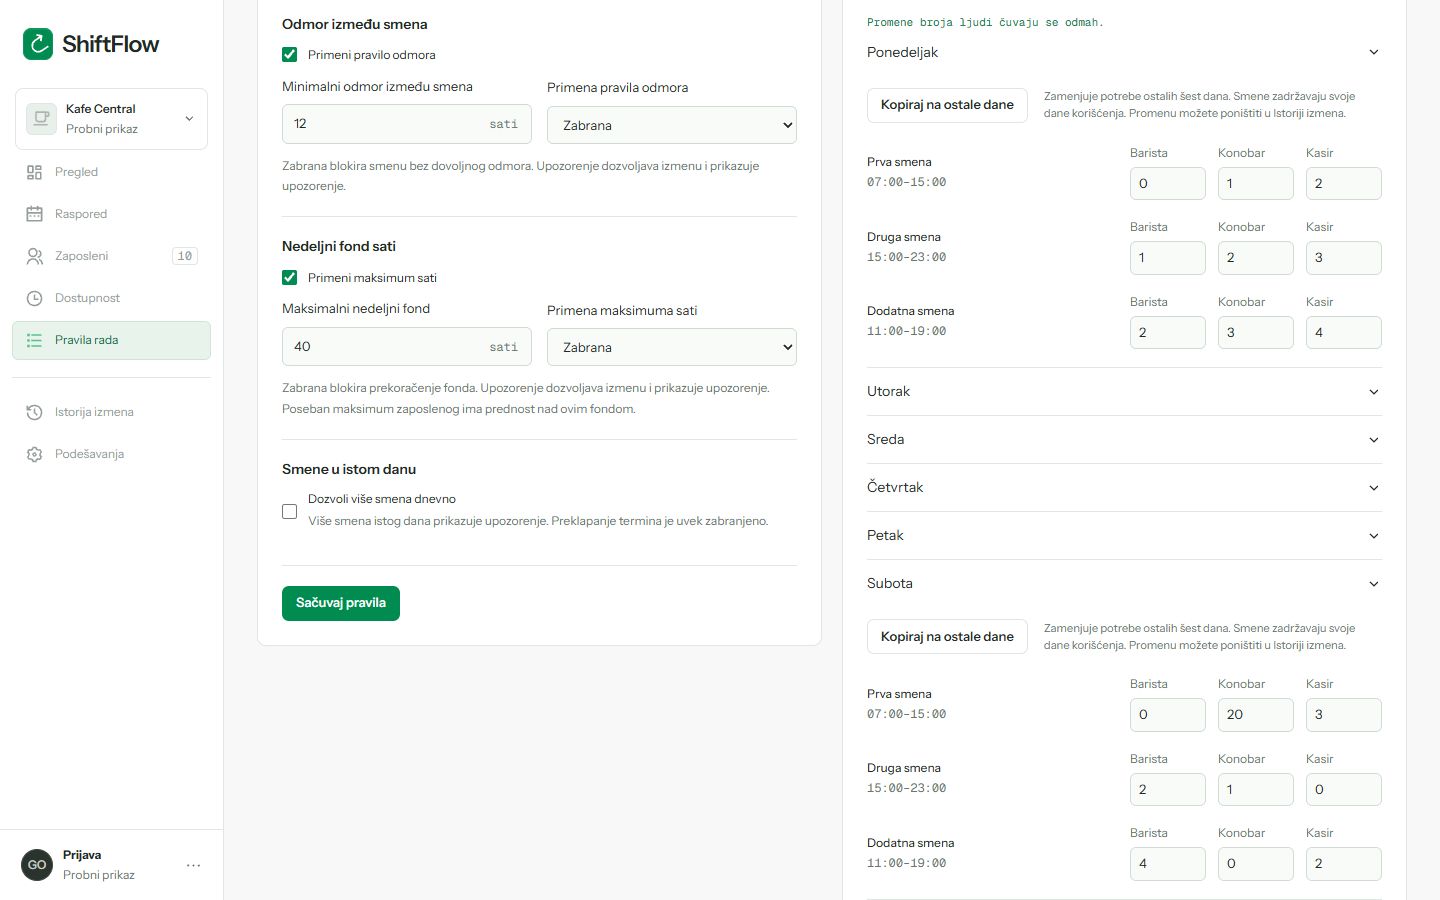 ShiftFlow
Kafe Central
Probni prikaz
Pregled
Raspored
Zaposleni 10
Dostupnost
Pravila rada
Istorija izmena
Podešavanja
GO
Prijava
Probni prikaz
Odmor između smena
Primeni pravilo odmora
Minimalni odmor između smena
Primena pravila odmora
12 sati
Zabrana
Zabrana blokira smenu bez dovoljnog odmora. Upozorenje dozvoljava izmenu i prikazuje
upozorenje.
Nedeljni fond sati
Primeni maksimum sati
Maksimalni nedeljni fond
Primena maksimuma sati
40 sati
Zabrana
Zabrana blokira prekoračenje fonda. Upozorenje dozvoljava izmenu i prikazuje upozorenje.
Poseban maksimum zaposlenog ima prednost nad ovim fondom.
Smene u istom danu
Dozvoli više smena dnevno
Više smena istog dana prikazuje upozorenje. Preklapanje termina je uvek zabranjeno.
Sačuvaj pravila
Promene broja ljudi čuvaju se odmah.
Ponedeljak
Kopiraj na ostale dane
Zamenjuje potrebe ostalih šest dana. Smene zadržavaju svoje
dane korišćenja. Promenu možete poništiti u Istoriji izmena.
Prva smena
07:00–15:00
Barista Konobar Kasir
0 1 2
Druga smena
15:00–23:00
Barista Konobar Kasir
1 2 3
Dodatna smena
11:00–19:00
Barista Konobar Kasir
2 3 4
Utorak
Sreda
Četvrtak
Petak
Subota
Kopiraj na ostale dane
Zamenjuje potrebe ostalih šest dana. Smene zadržavaju svoje
dane korišćenja. Promenu možete poništiti u Istoriji izmena.
Prva smena
07:00–15:00
Barista Konobar Kasir
0 20 3
Druga smena
15:00–23:00
Barista Konobar Kasir
2 1 0
Dodatna smena
11:00–19:00
Barista Konobar Kasir
4 0 2